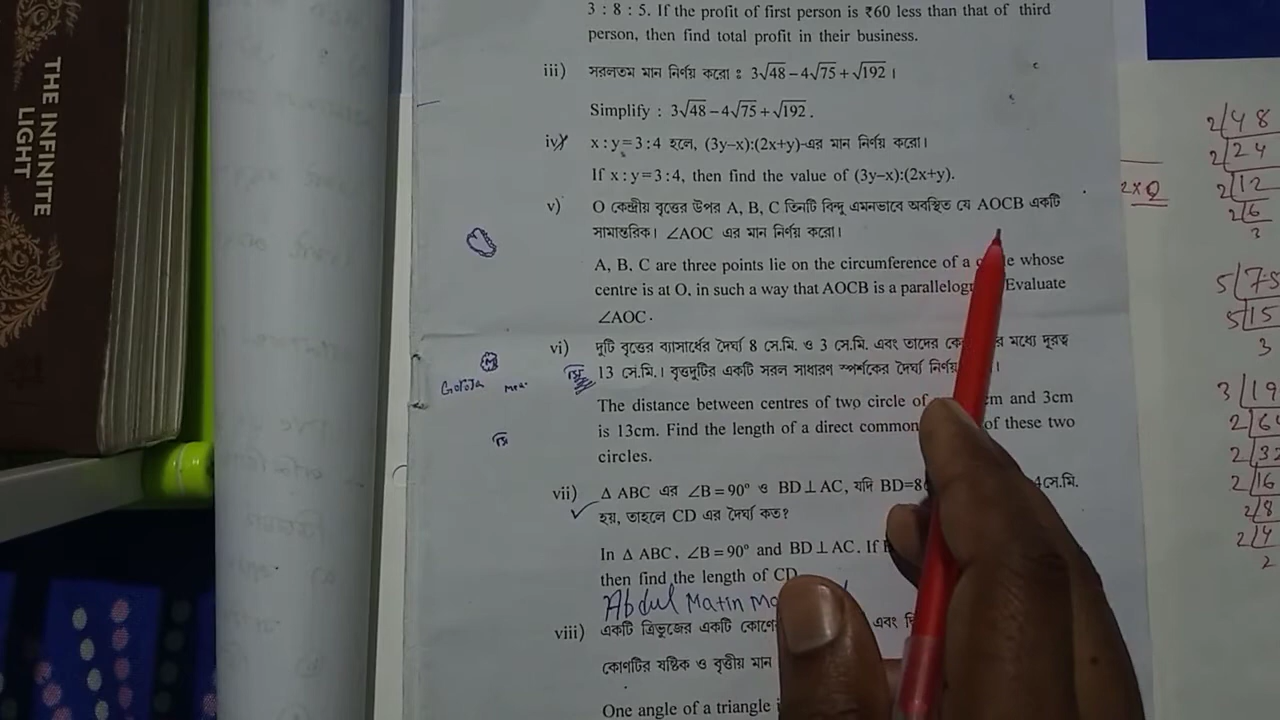 THE INFINITE
LIGHT
3 : 8 : 5. If the profit of first person is ₹60 less than that of third
person, then find total profit in their business.
iii) সরলতম মান নির্ণয় করো : 3√48 – 4√75 + √192 ।
Simplify : 3√48 – 4√75 + √192 .
iv) x : y = 3 : 4 হলে, (3y–x):(2x+y)-এর মান নির্ণয় করো।
If x : y = 3 : 4, then find the value of (3y–x):(2x+y).
v) O কেন্দ্রীয় বৃত্তের উপর A, B, C তিনটি বিন্দু এমনভাবে অবস্থিত যে AOCB একটি
সামান্তরিক। ∠AOC এর মান নির্ণয় করো।
A, B, C are three points lie on the circumference of a whose
centre is at O, in such a way that AOCB is a Evaluate
∠AOC.
vi) দুটি বৃত্তের ব্যাসার্ধের দৈর্ঘ্য 8 সে.মি. ও 3 সে.মি. এবং তাদের মধ্যে দূরত্ব
13 সে.মি.। বৃত্তদুটির একটি সরল সাধারণ স্পর্শকের দৈর্ঘ্য নির্ণয় ।
The distance between centres of two circle of cm and 3cm
is 13cm. Find the length of a direct common of these two
circles.
vii) Δ ABC এর ∠B = 90° ও BD⊥AC, যদি BD=8 4সে.মি.
হয়, তাহলে CD এর দৈর্ঘ্য কত?
In Δ ABC, ∠B = 90° and BD⊥AC. If
then find the length of CD
Abdul Matin
viii) একটি ত্রিভুজের একটি কোণের এবং
কোণটির ষষ্টিক ও বৃত্তীয় মান
One angle of a triangle
2/48
2/24
2/12
2/6
3
2×2
5/75
5/15
3
3/19
2/64
2/32
2/16
2/8
2/4
2